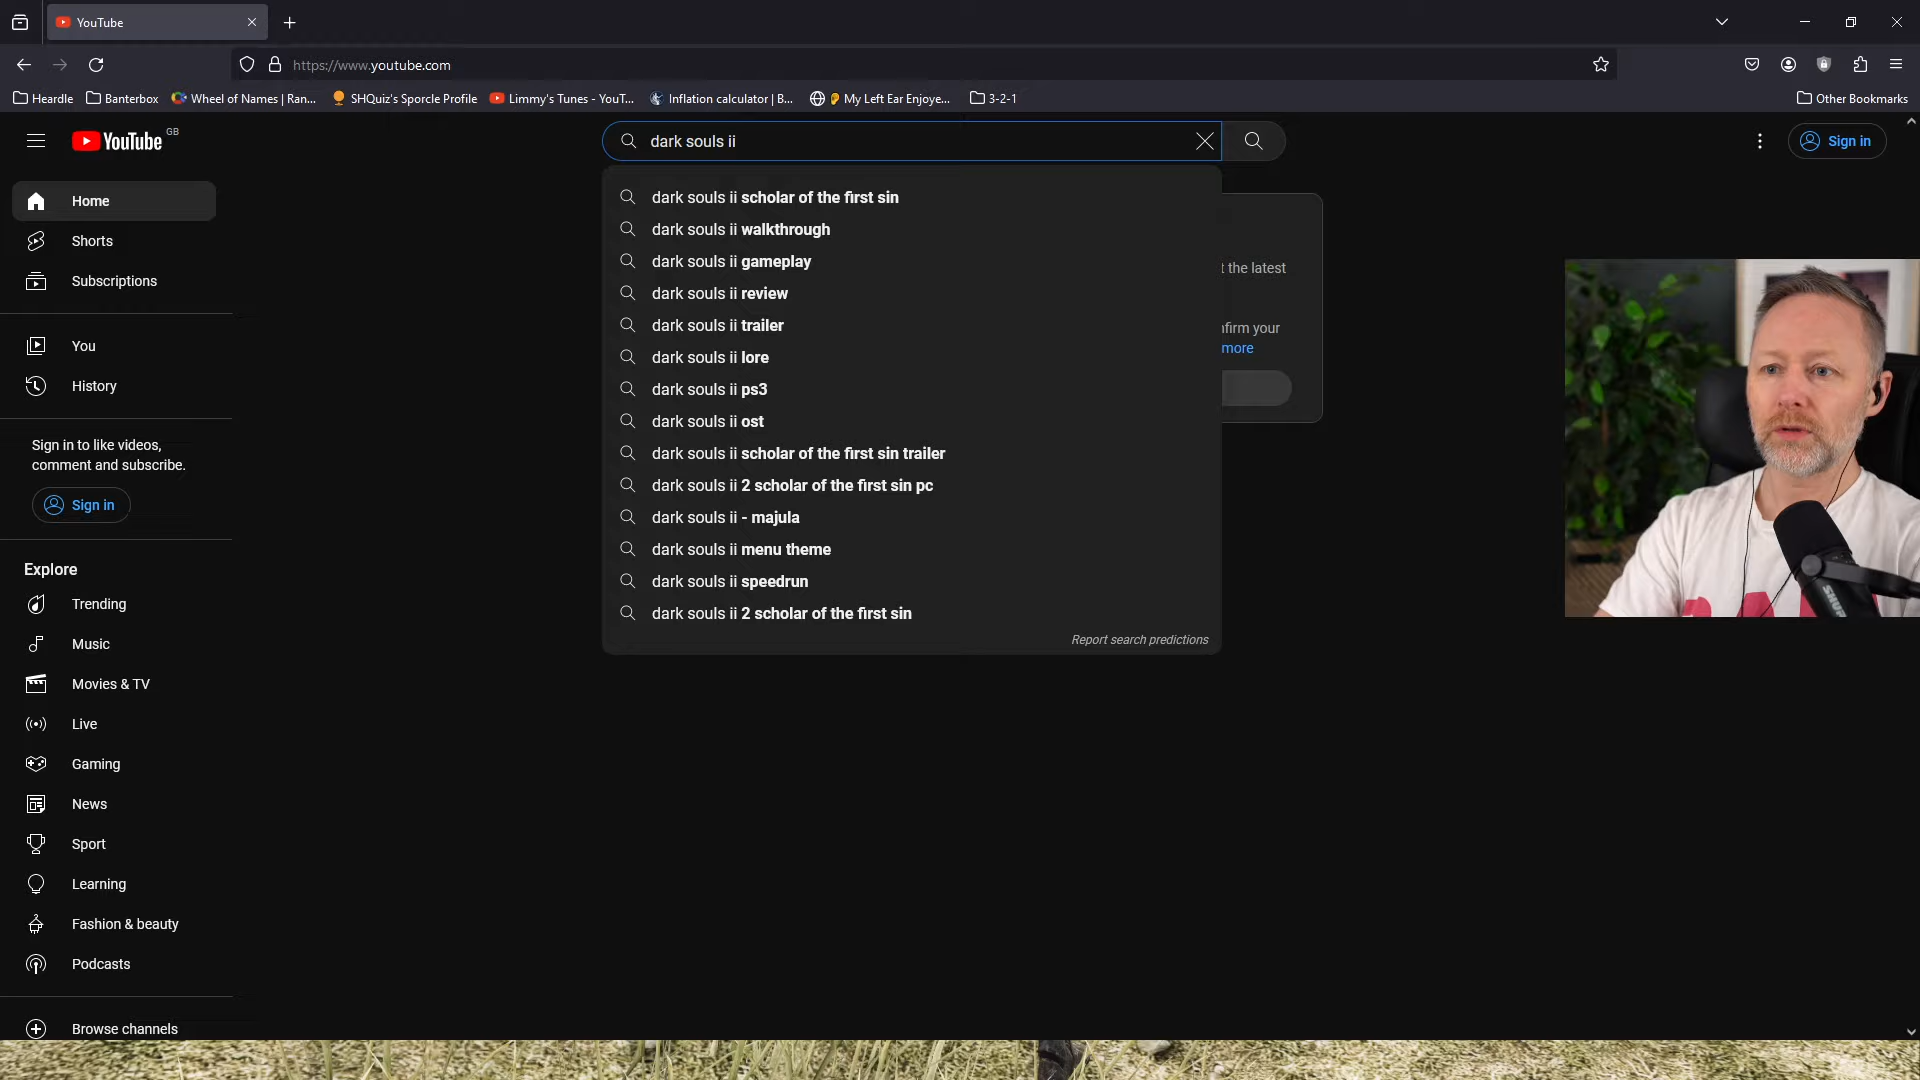 YouTube
https://www.youtube.com
Heardle
Banterbox
Wheel of Names | Ran...
SHQuiz's Sporcle Profile
Limmy's Tunes - YouT...
Inflation calculator | B...
My Left Ear Enjoye...
3-2-1
Other Bookmarks
YouTube GB
dark souls ii
Sign in
Home
Shorts
Subscriptions
You
History
Sign in to like videos,
comment and subscribe.
Sign in
Explore
Trending
Music
Movies & TV
Live
Gaming
News
Sport
Learning
Fashion & beauty
Podcasts
Browse channels
dark souls ii scholar of the first sin
dark souls ii walkthrough
dark souls ii gameplay
dark souls ii review
dark souls ii trailer
dark souls ii lore
dark souls ii ps3
dark souls ii ost
dark souls ii scholar of the first sin trailer
dark souls ii 2 scholar of the first sin pc
dark souls ii - majula
dark souls ii menu theme
dark souls ii speedrun
dark souls ii 2 scholar of the first sin
Report search predictions
t the latest
nfirm your
more
SHURE